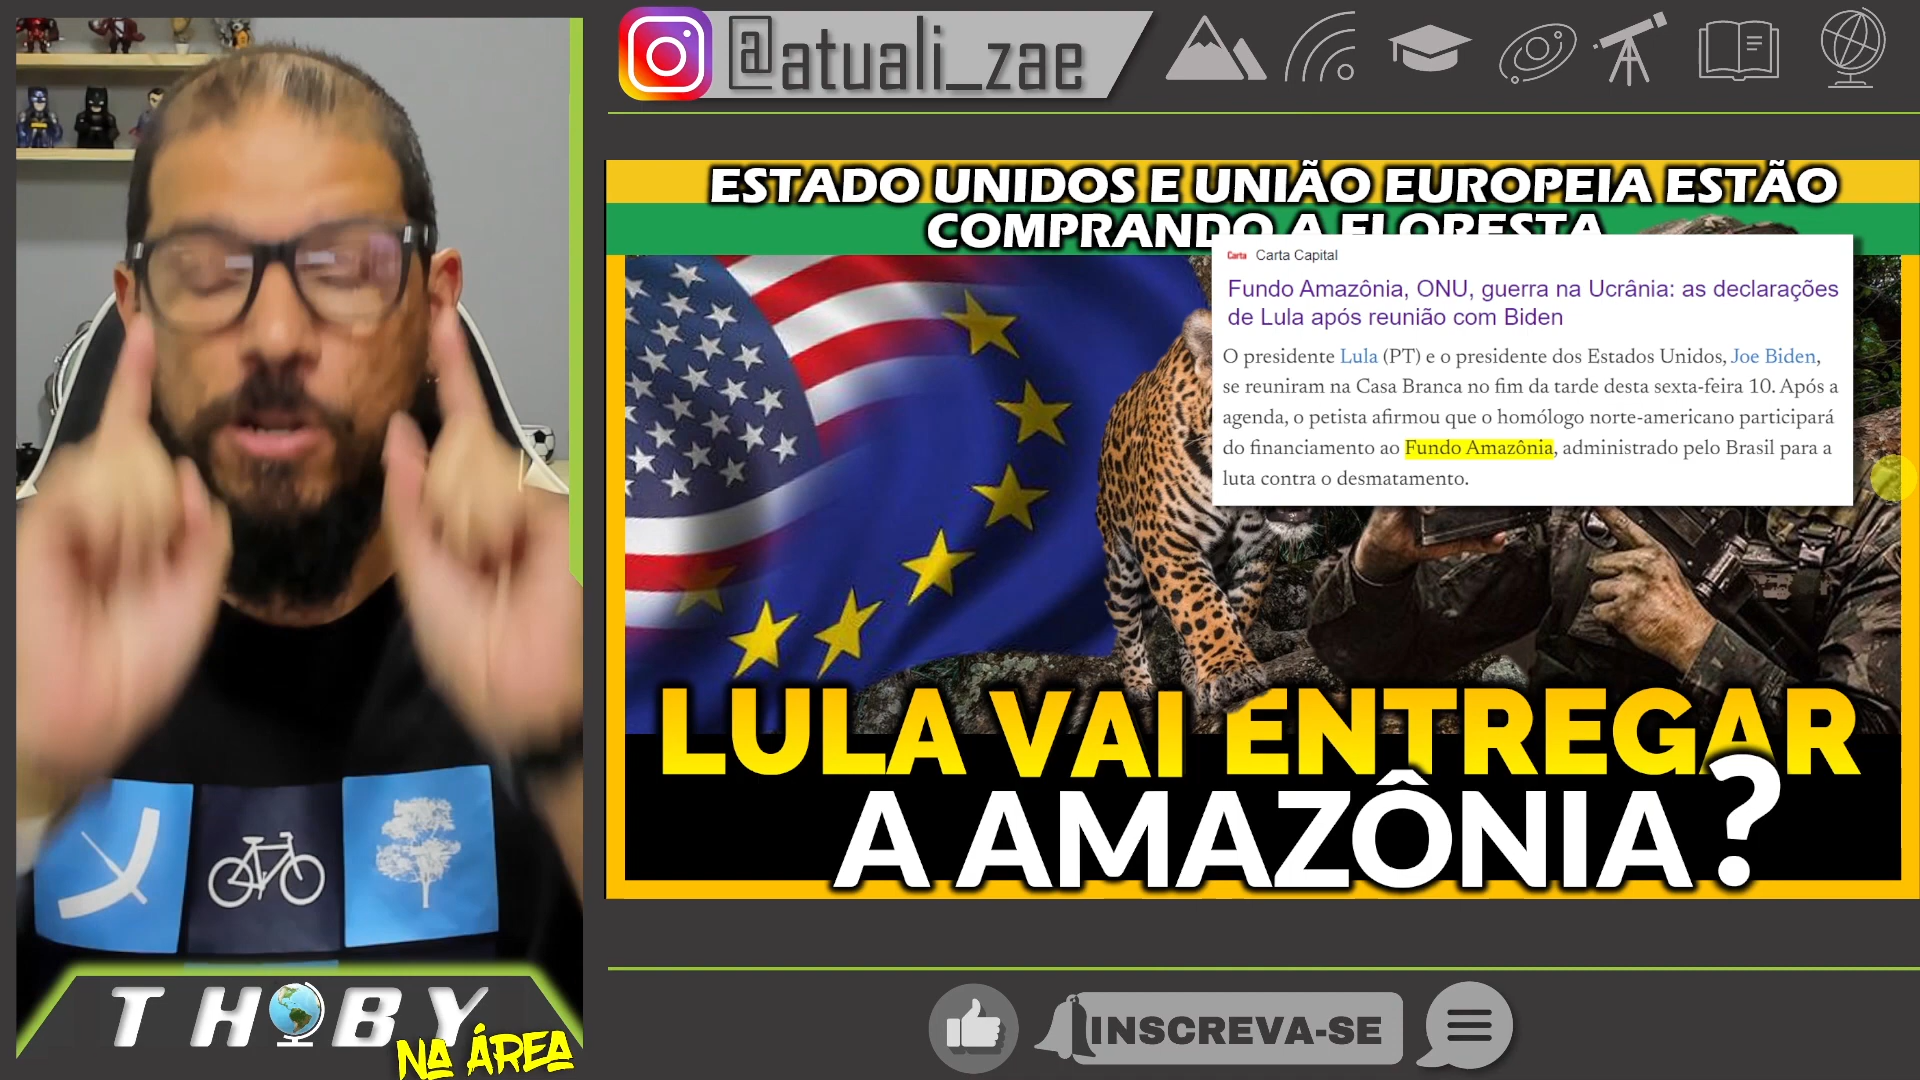 @atuali_zae
ESTADO UNIDOS E UNIÃO EUROPEIA ESTÃO
COMPRANDO A FLORESTA
Carta Carta Capital
Fundo Amazônia, ONU, guerra na Ucrânia: as declarações
de Lula após reunião com Biden
O presidente Lula (PT) e o presidente dos Estados Unidos, Joe Biden,
se reuniram na Casa Branca no fim da tarde desta sexta-feira 10. Após a
agenda, o petista afirmou que o homólogo norte-americano participará
do financiamento ao Fundo Amazônia, administrado pelo Brasil para a
luta contra o desmatamento.
LULA VAI ENTREGAR
A AMAZÔNIA?
THOBY
NA ÁREA
INSCREVA-SE